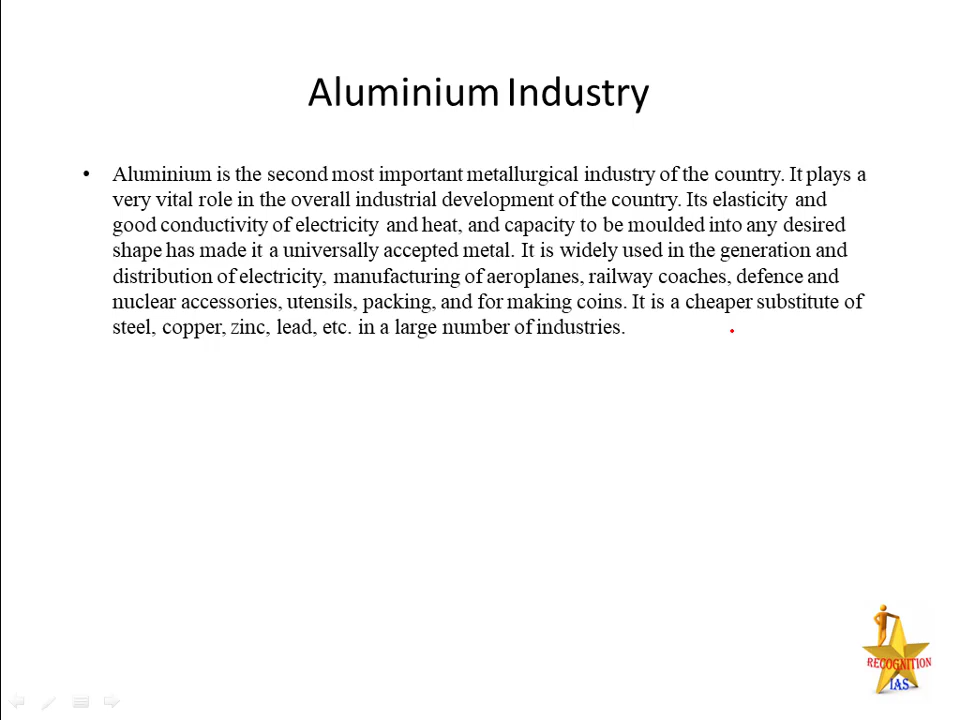 Aluminium Industry
• Aluminium is the second most important metallurgical industry of the country. It plays a
very vital role in the overall industrial development of the country. Its elasticity and
good conductivity of electricity and heat, and capacity to be moulded into any desired
shape has made it a universally accepted metal. It is widely used in the generation and
distribution of electricity, manufacturing of aeroplanes, railway coaches, defence and
nuclear accessories, utensils, packing, and for making coins. It is a cheaper substitute of
steel, copper, zinc, lead, etc. in a large number of industries.
RECOGNITION
IAS